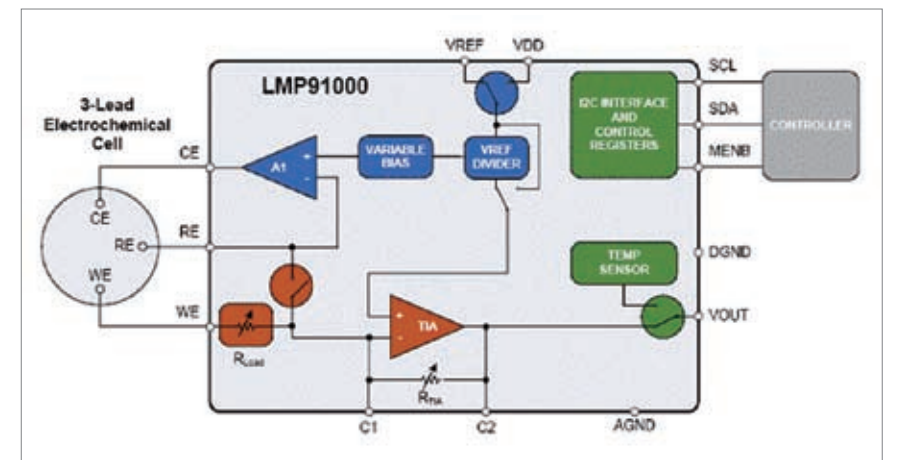 VREF VDD
LMP91000
3-Lead
Electrochemical
Cell
CE
A1
+
-
VARIABLE
BIAS
VREF
DIVIDER
I2C INTERFACE
AND
CONTROL
REGISTERS
SCL
SDA
MENB
CONTROLLER
CE
RE
WE
RE
WE
RLoad
TIA
+
-
RTIA
TEMP
SENSOR
DGND
VOUT
C1
C2
AGND